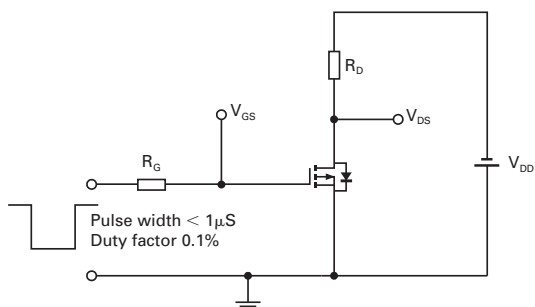 R_D
V_GS
V_DS
R_G
V_DD
Pulse width < 1μS
Duty factor 0.1%